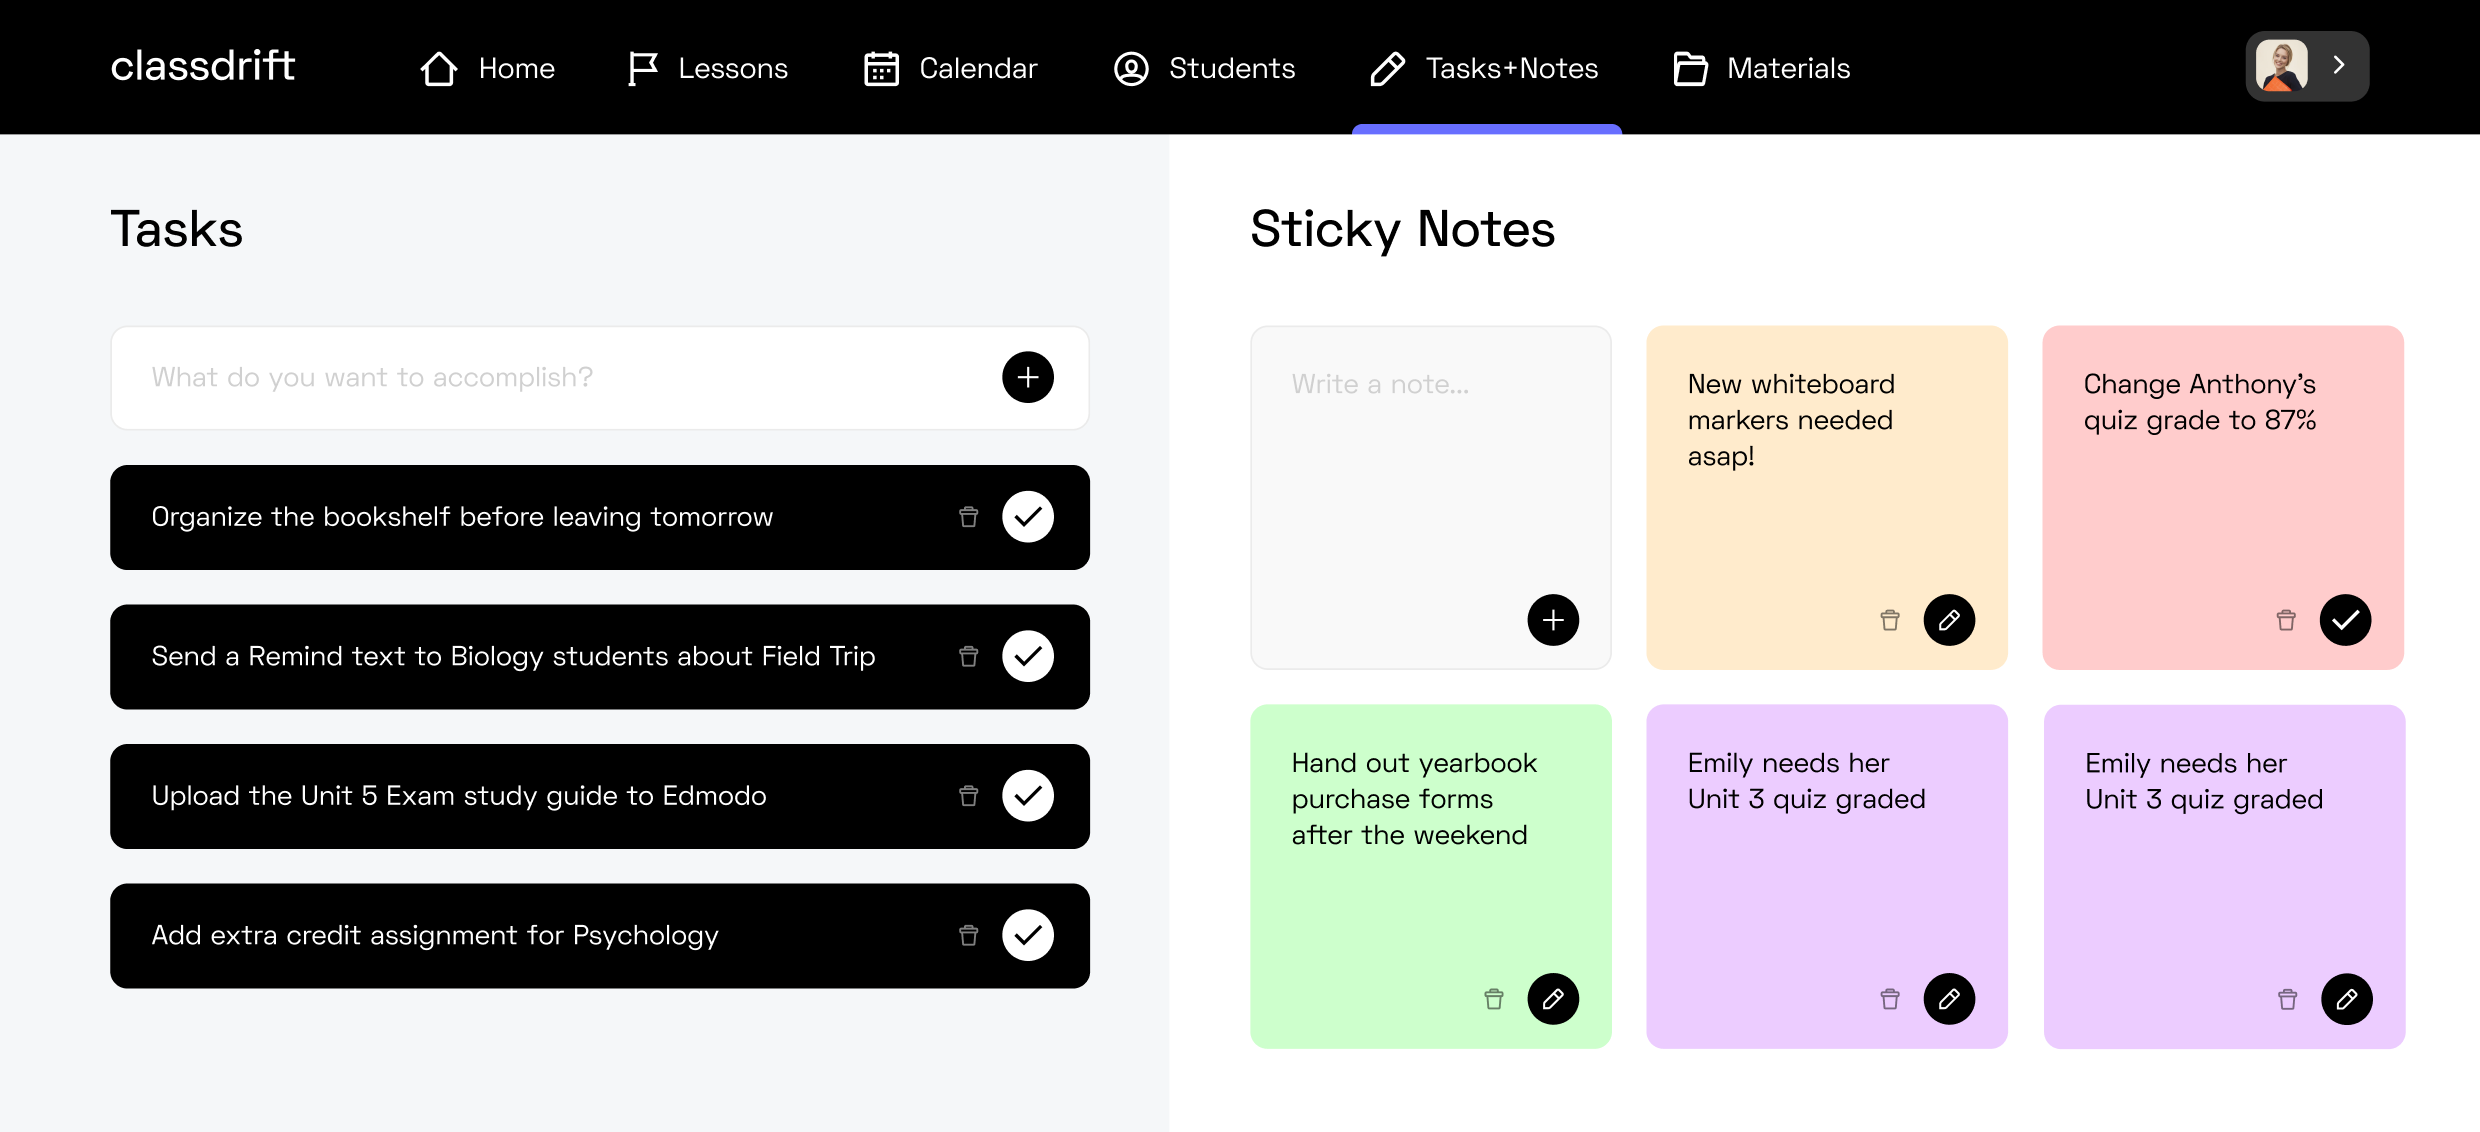 classdrift
Home
Lessons
Calendar
Students
Tasks+Notes
Materials
Tasks
What do you want to accomplish?
Organize the bookshelf before leaving tomorrow
Send a Remind text to Biology students about Field Trip
Upload the Unit 5 Exam study guide to Edmodo
Add extra credit assignment for Psychology
Sticky Notes
Write a note...
New whiteboard
markers needed
asap!
Change Anthony’s
quiz grade to 87%
Hand out yearbook
purchase forms
after the weekend
Emily needs her
Unit 3 quiz graded
Emily needs her
Unit 3 quiz graded